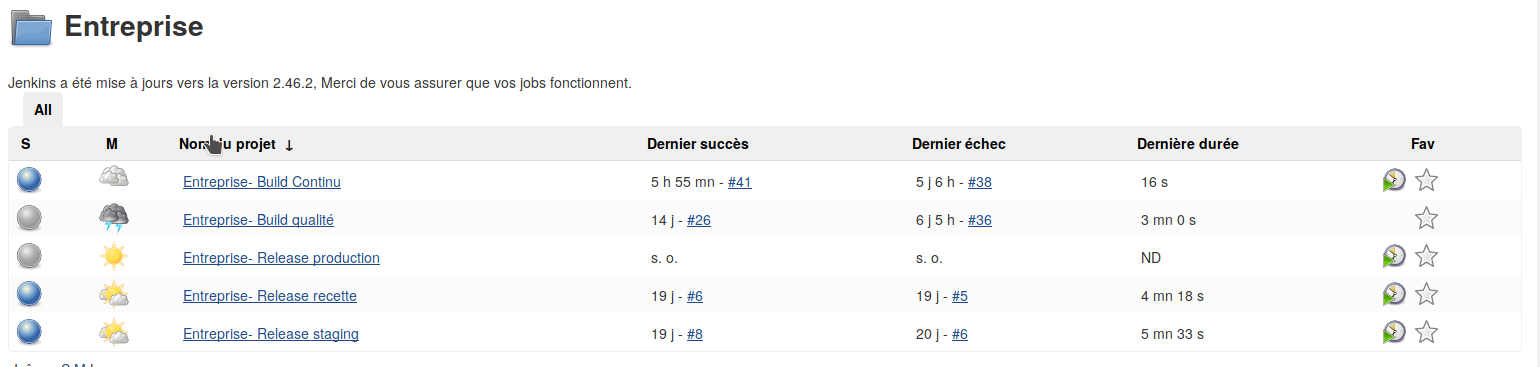 Entreprise
Jenkins a été mise à jours vers la version 2.46.2, Merci de vous assurer que vos jobs fonctionnent.
All
S M projet ↓ Dernier succès Dernier échec Dernière durée Fav
Entreprise- Build Continu 5 h 55 mn - #41 5 j 6 h - #38 16 s
Entreprise- Build qualité 14 j - #26 6 j 5 h - #36 3 mn 0 s
Entreprise- Release production s. o. s. o. ND
Entreprise- Release recette 19 j - #6 19 j - #5 4 mn 18 s
Entreprise- Release staging 19 j - #8 20 j - #6 5 mn 33 s